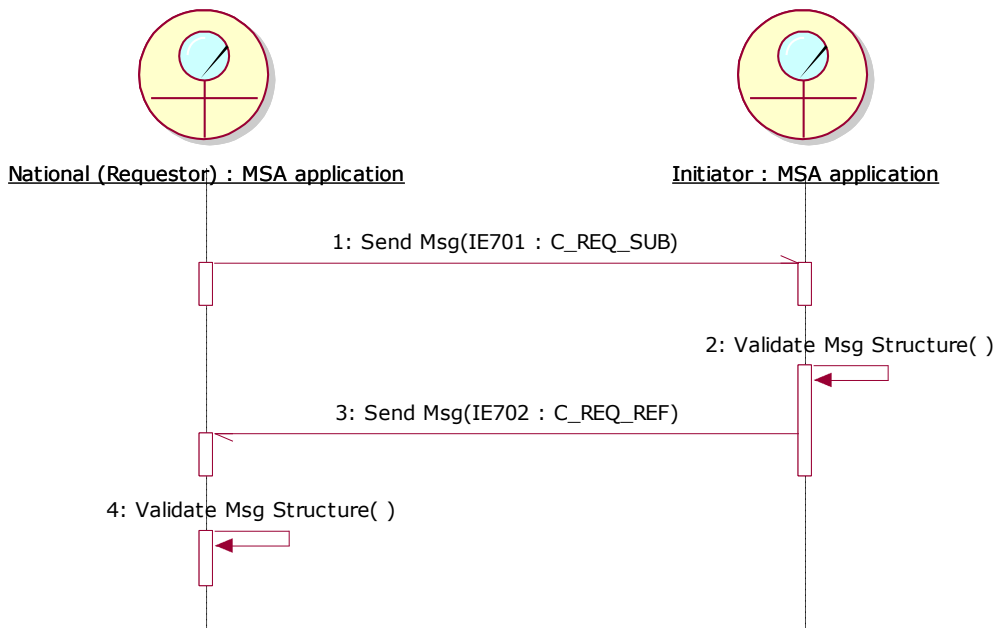 National (Requestor) : MSA application
Initiator : MSA application
1: Send Msg(IE701 : C_REQ_SUB)
2: Validate Msg Structure( )
3: Send Msg(IE702 : C_REQ_REF)
4: Validate Msg Structure( )